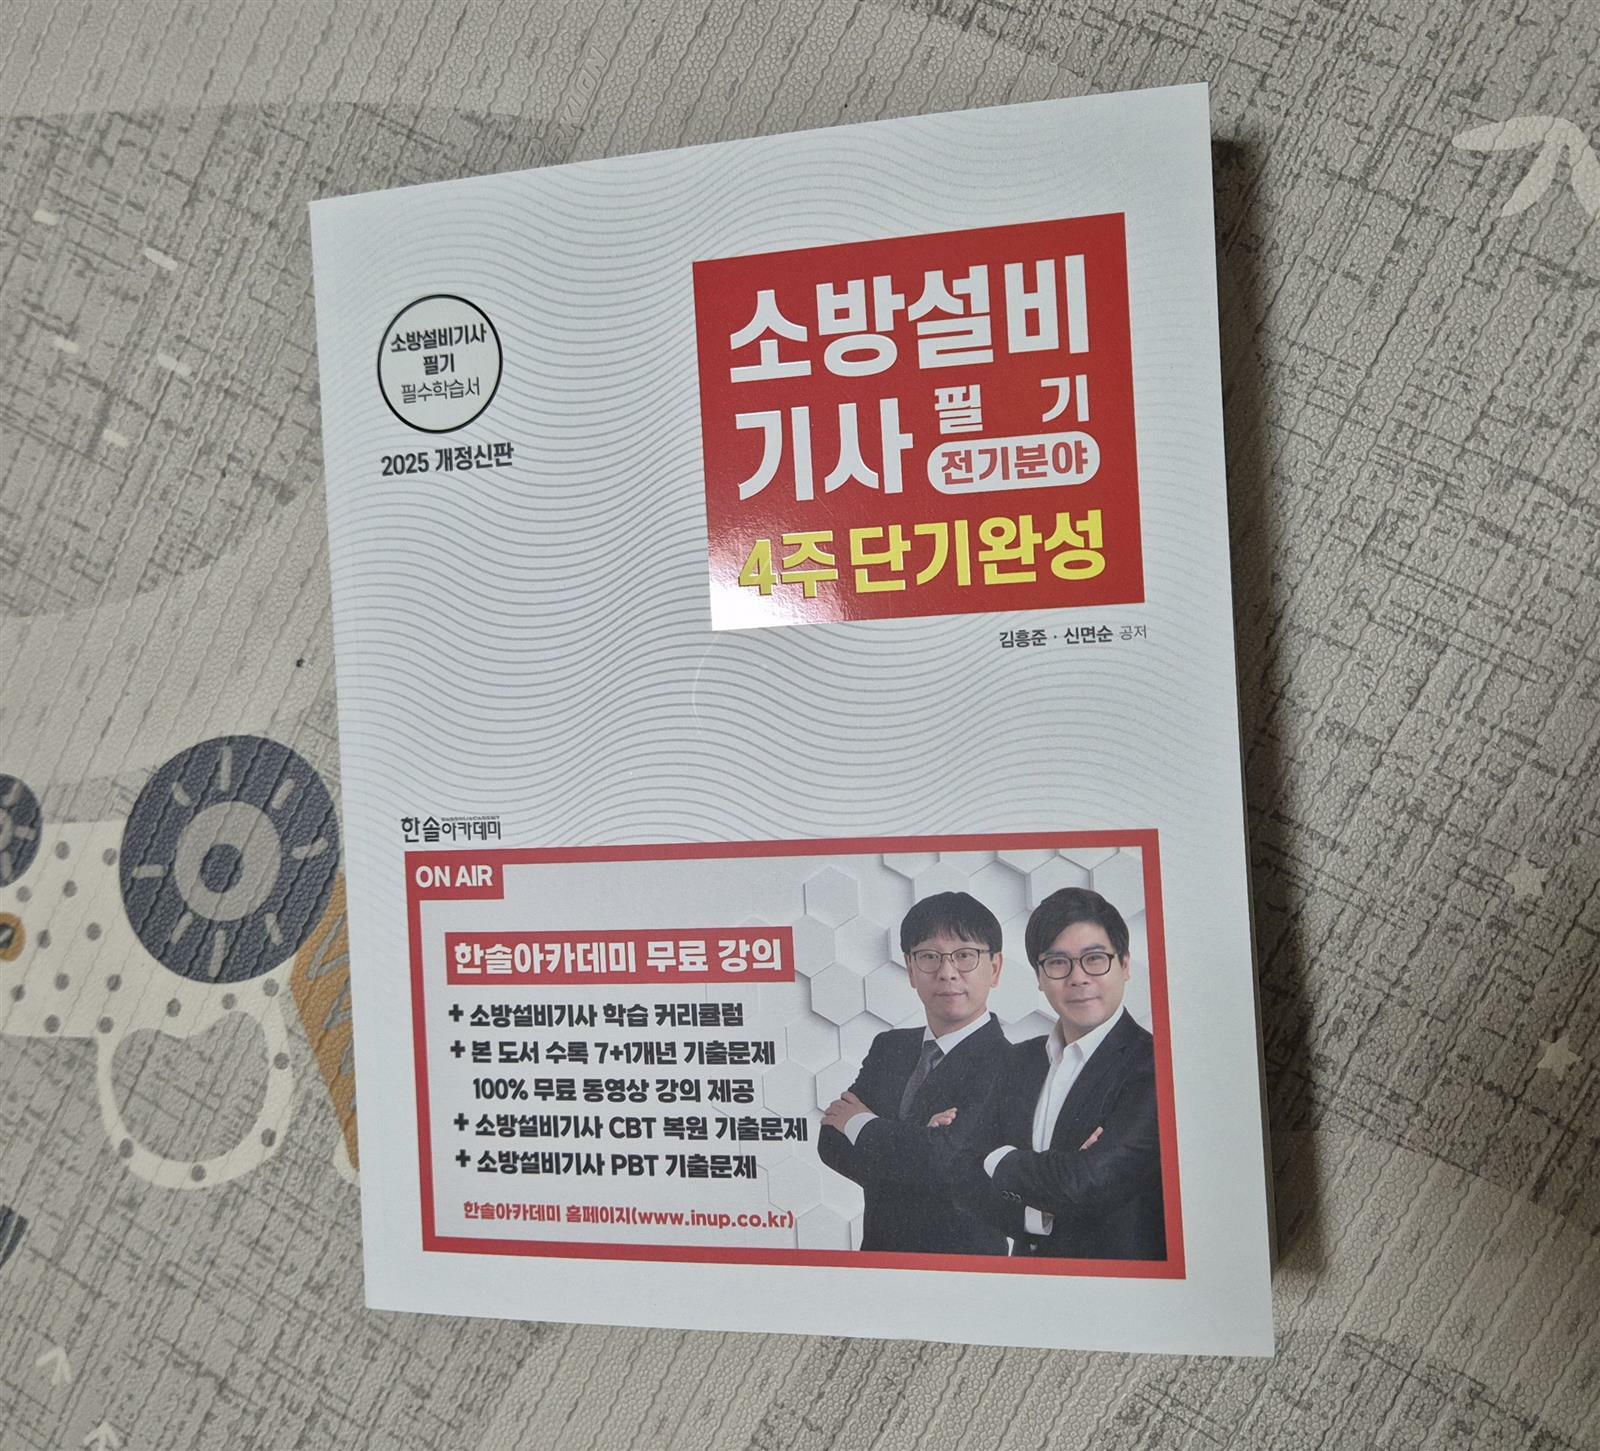 소방설비기사
필기
필수학습서
2025 개정신판
소방설비
기사 필기
전기분야
4주 단기완성
김흥준 · 신면순 공저
한솔아카데미
ON AIR
한솔아카데미 무료 강의
+ 소방설비기사 학습 커리큘럼
+ 본 도서 수록 7+1개년 기출문제
100% 무료 동영상 강의 제공
+ 소방설비기사 CBT 복원 기출문제
+ 소방설비기사 PBT 기출문제
한솔아카데미 홈페이지(www.inup.co.kr)